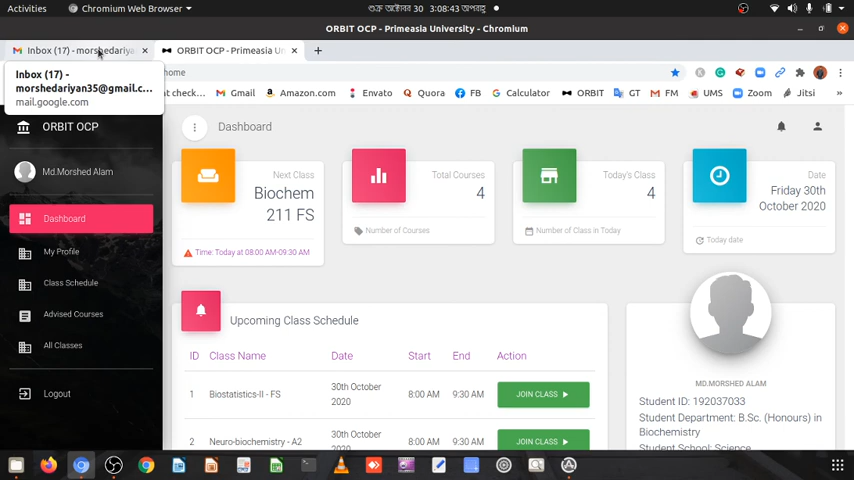 Activities
Chromium Web Browser
শুক্র অক্টোবর 30 3:08:43 অপরাহ্ণ
ORBIT OCP - Primeasia University - Chromium
Inbox (17) - morshedariya
ORBIT OCP - Primeasia Un
Inbox (17) -
morshedariyan35@gmail.c...
mail.google.com
home
nt check...
Gmail
Amazon.com
Envato
Quora
FB
Calculator
ORBIT
GT
FM
UMS
Zoom
Jitsi
ORBIT OCP
Dashboard
Md.Morshed Alam
Dashboard
My Profile
Class Schedule
Advised Courses
All Classes
Logout
Next Class
Biochem
211 FS
Time: Today at 08:00 AM-09:30 AM
Total Courses
4
Number of Courses
Today's Class
4
Number of Class in Today
Date
Friday 30th
October 2020
Today date
Upcoming Class Schedule
ID Class Name Date Start End Action
1 Biostatistics-II - FS 30th October 2020 8:00 AM 9:30 AM JOIN CLASS
2 Neuro-biochemistry - A2 30th October 2020 8:00 AM 9:30 AM JOIN CLASS
MD.MORSHED ALAM
Student ID: 192037033
Student Department: B.Sc. (Honours) in
Biochemistry
Student School: Science